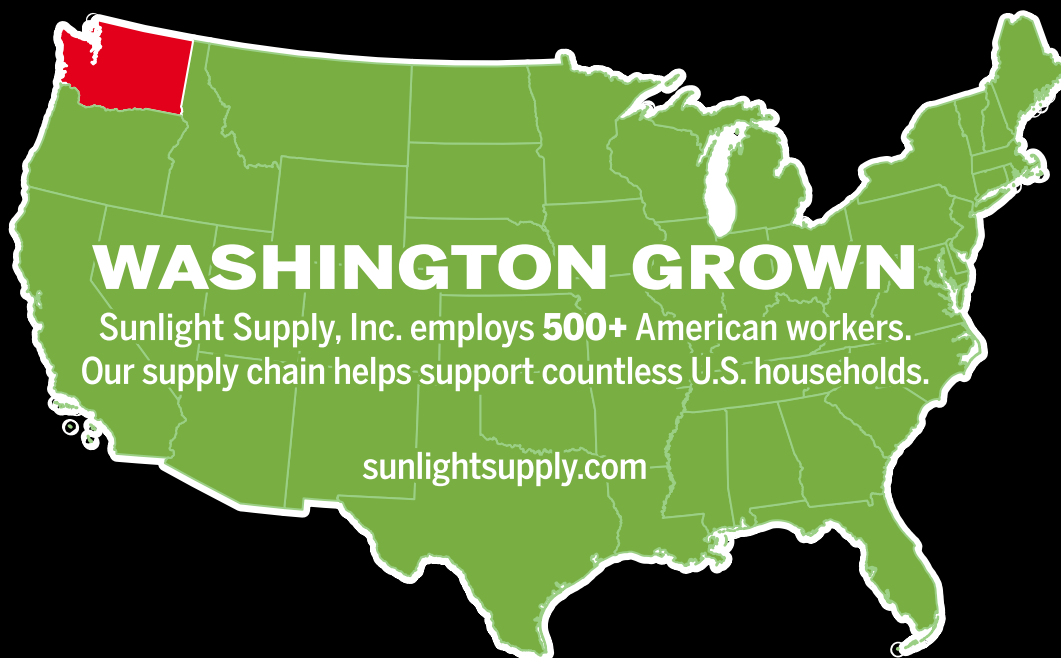 WASHINGTON GROWN
Sunlight Supply, Inc. employs 500+ American workers.
Our supply chain helps support countless U.S. households.
sunlightsupply.com